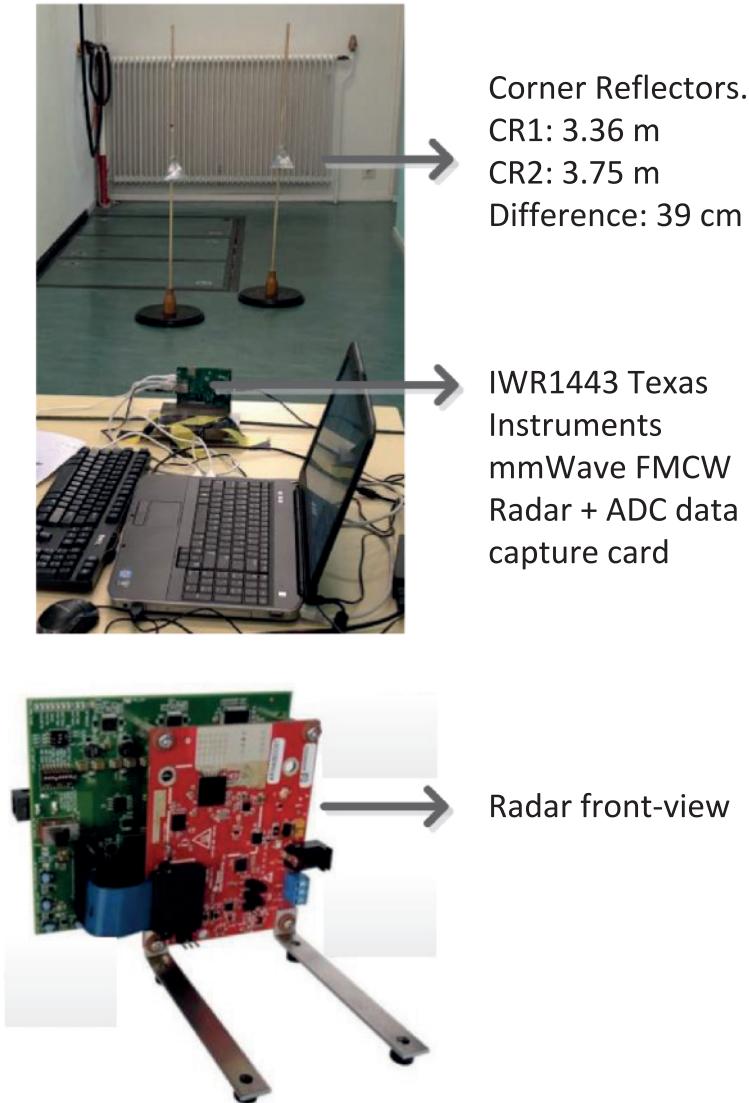 Corner Reflectors.
CR1: 3.36 m
CR2: 3.75 m
Difference: 39 cm
IWR1443 Texas
Instruments
mmWave FMCW
Radar + ADC data
capture card
Radar front-view